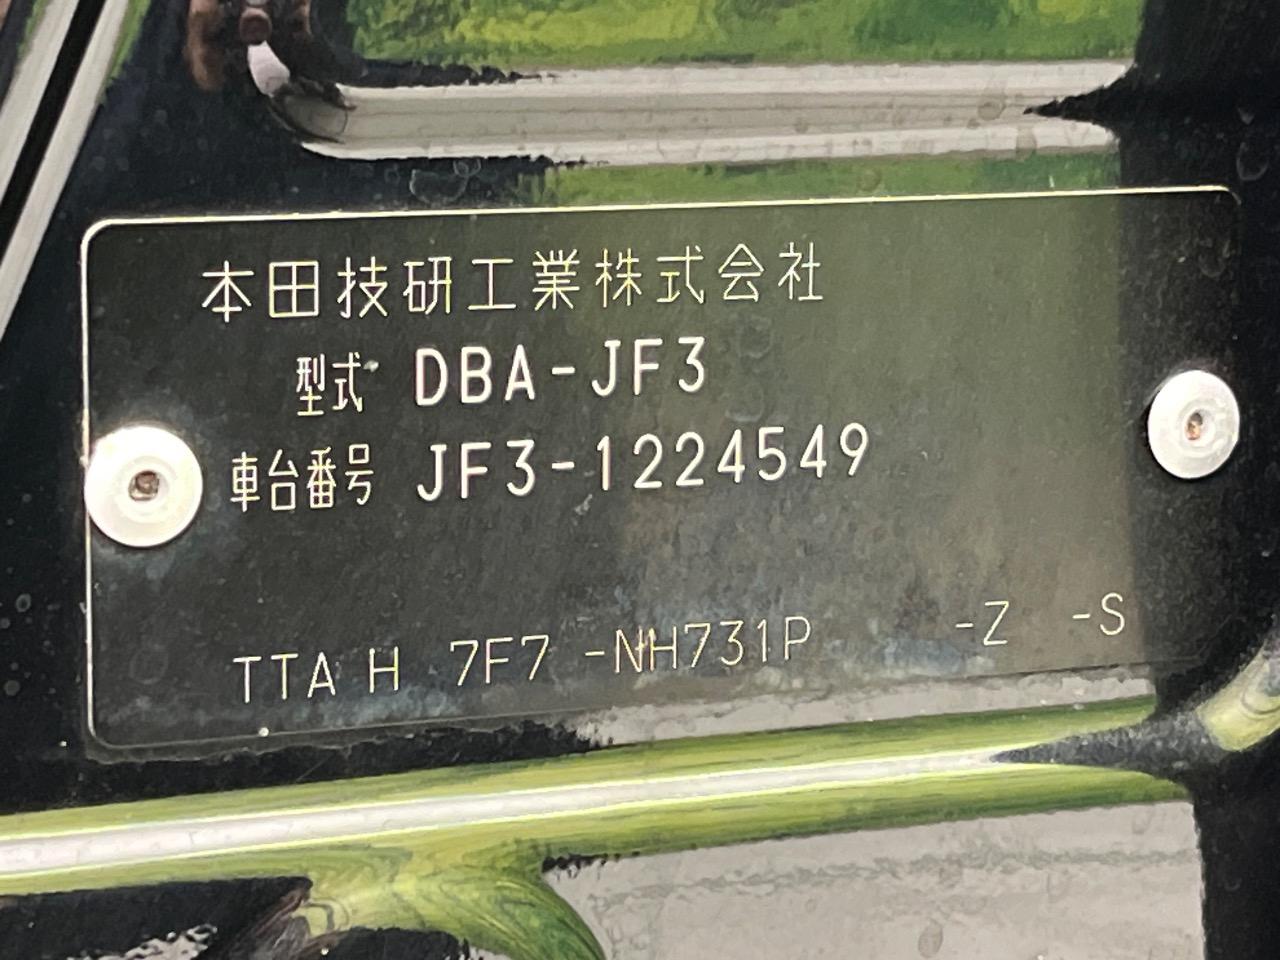 本田技研工業株式会社
型式 DBA-JF3
車台番号 JF3-1224549
TTA H 7F7 -NH731P -Z -S